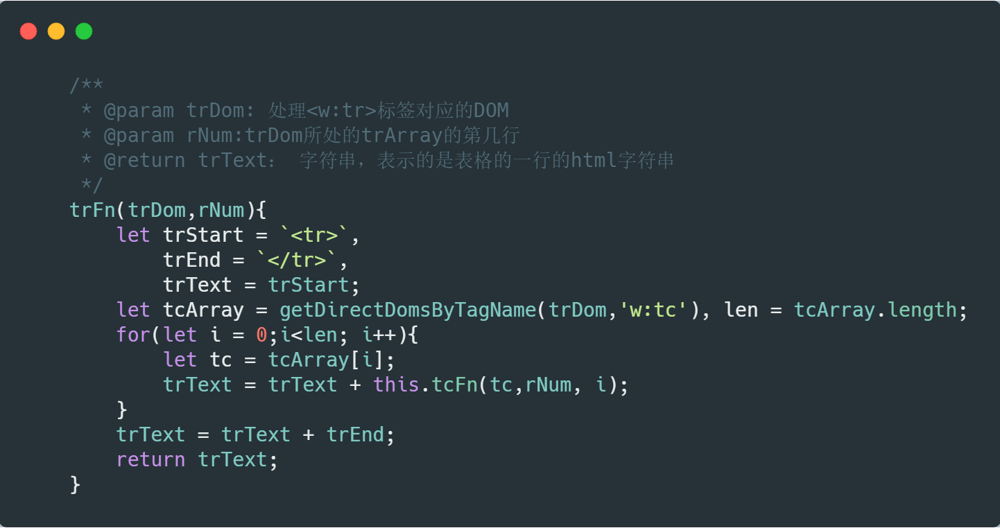 /**
 * @param trDom: 处理<w:tr>标签对应的DOM
 * @param rNum:trDom所处的trArray的第几行
 * @return trText： 字符串，表示的是表格的一行的html字符串
 */
trFn(trDom,rNum){
    let trStart = `<tr>`,
        trEnd = `</tr>`,
        trText = trStart;
    let tcArray = getDirectDomsByTagName(trDom,'w:tc'), len = tcArray.length;
    for(let i = 0;i<len; i++){
        let tc = tcArray[i];
        trText = trText + this.tcFn(tc,rNum, i);
    }
    trText = trText + trEnd;
    return trText;
}